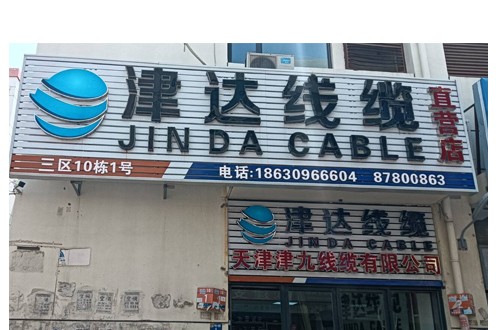 津达线缆
直营店
JINDA CABLE
三区10栋1号
电话:18630966604 87800863
津达线缆
JINDA CABLE
天津津九线缆有限公司